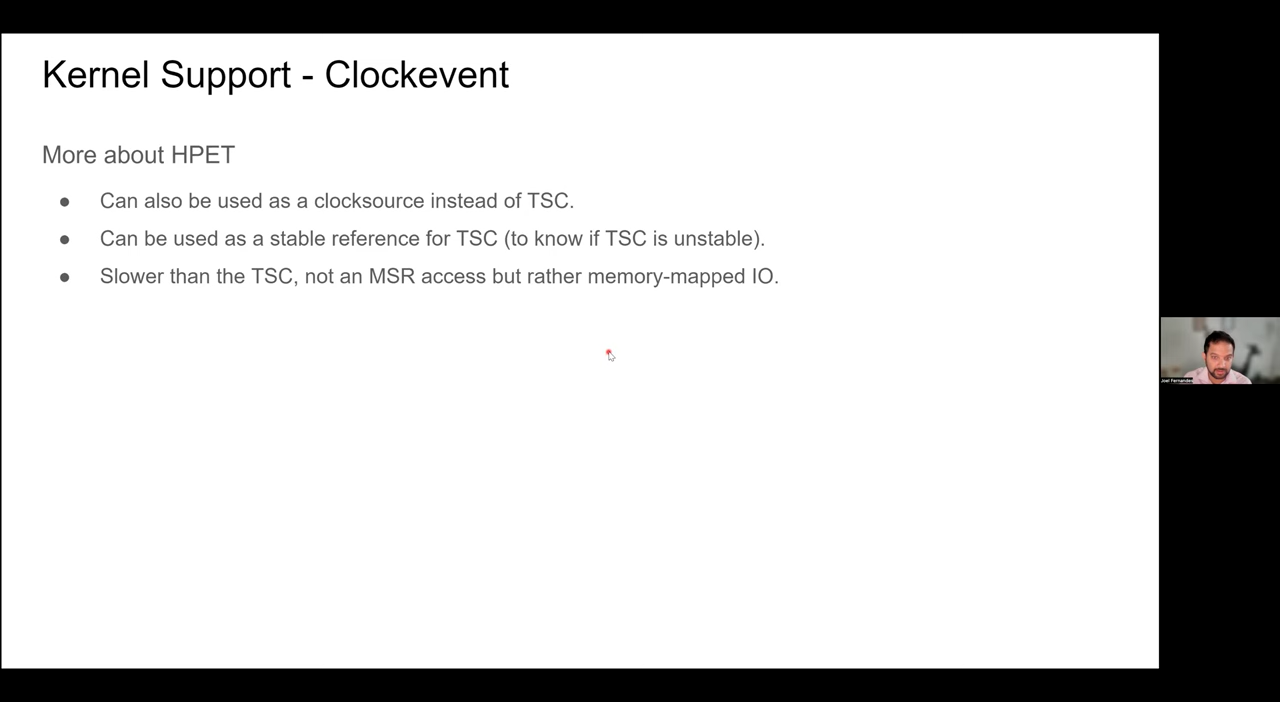 Kernel Support - Clockevent
More about HPET
● Can also be used as a clocksource instead of TSC.
● Can be used as a stable reference for TSC (to know if TSC is unstable).
● Slower than the TSC, not an MSR access but rather memory-mapped IO.
Joel Fernandes